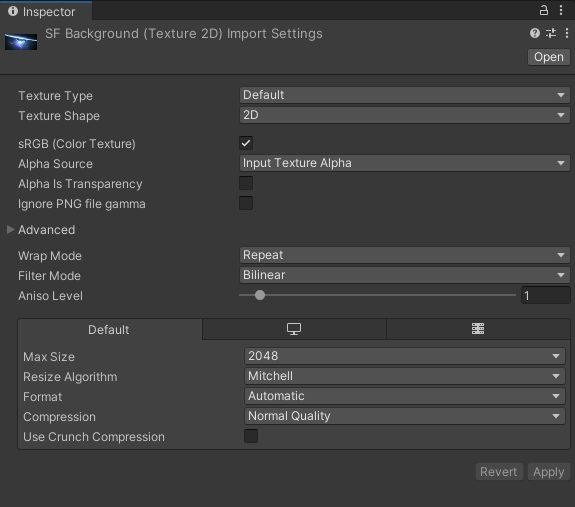 Inspector
SF Background (Texture 2D) Import Settings
Open
Texture Type Default
Texture Shape 2D
sRGB (Color Texture)
Alpha Source Input Texture Alpha
Alpha Is Transparency
Ignore PNG file gamma
Advanced
Wrap Mode Repeat
Filter Mode Bilinear
Aniso Level 1
Default
Max Size 2048
Resize Algorithm Mitchell
Format Automatic
Compression Normal Quality
Use Crunch Compression
Revert Apply